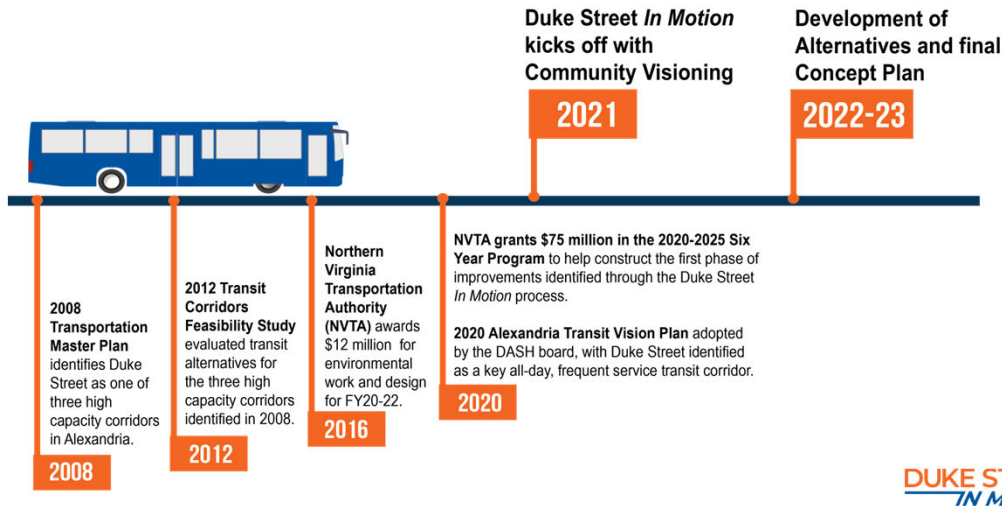 Duke Street In Motion
kicks off with
Community Visioning
2021
Development of
Alternatives and final
Concept Plan
2022-23
2008
Transportation
Master Plan
identifies Duke
Street as one of
three high
capacity corridors
in Alexandria.
2008
2012 Transit
Corridors
Feasibility Study
evaluated transit
alternatives for
the three high
capacity corridors
identified in 2008.
2012
Northern
Virginia
Transportation
Authority
(NVTA) awards
$12 million for
environmental
work and design
for FY20-22.
2016
NVTA grants $75 million in the 2020-2025 Six
Year Program to help construct the first phase of
improvements identified through the Duke Street
In Motion process.
2020 Alexandria Transit Vision Plan adopted
by the DASH board, with Duke Street identified
as a key all-day, frequent service transit corridor.
2020
DUKE ST
IN M